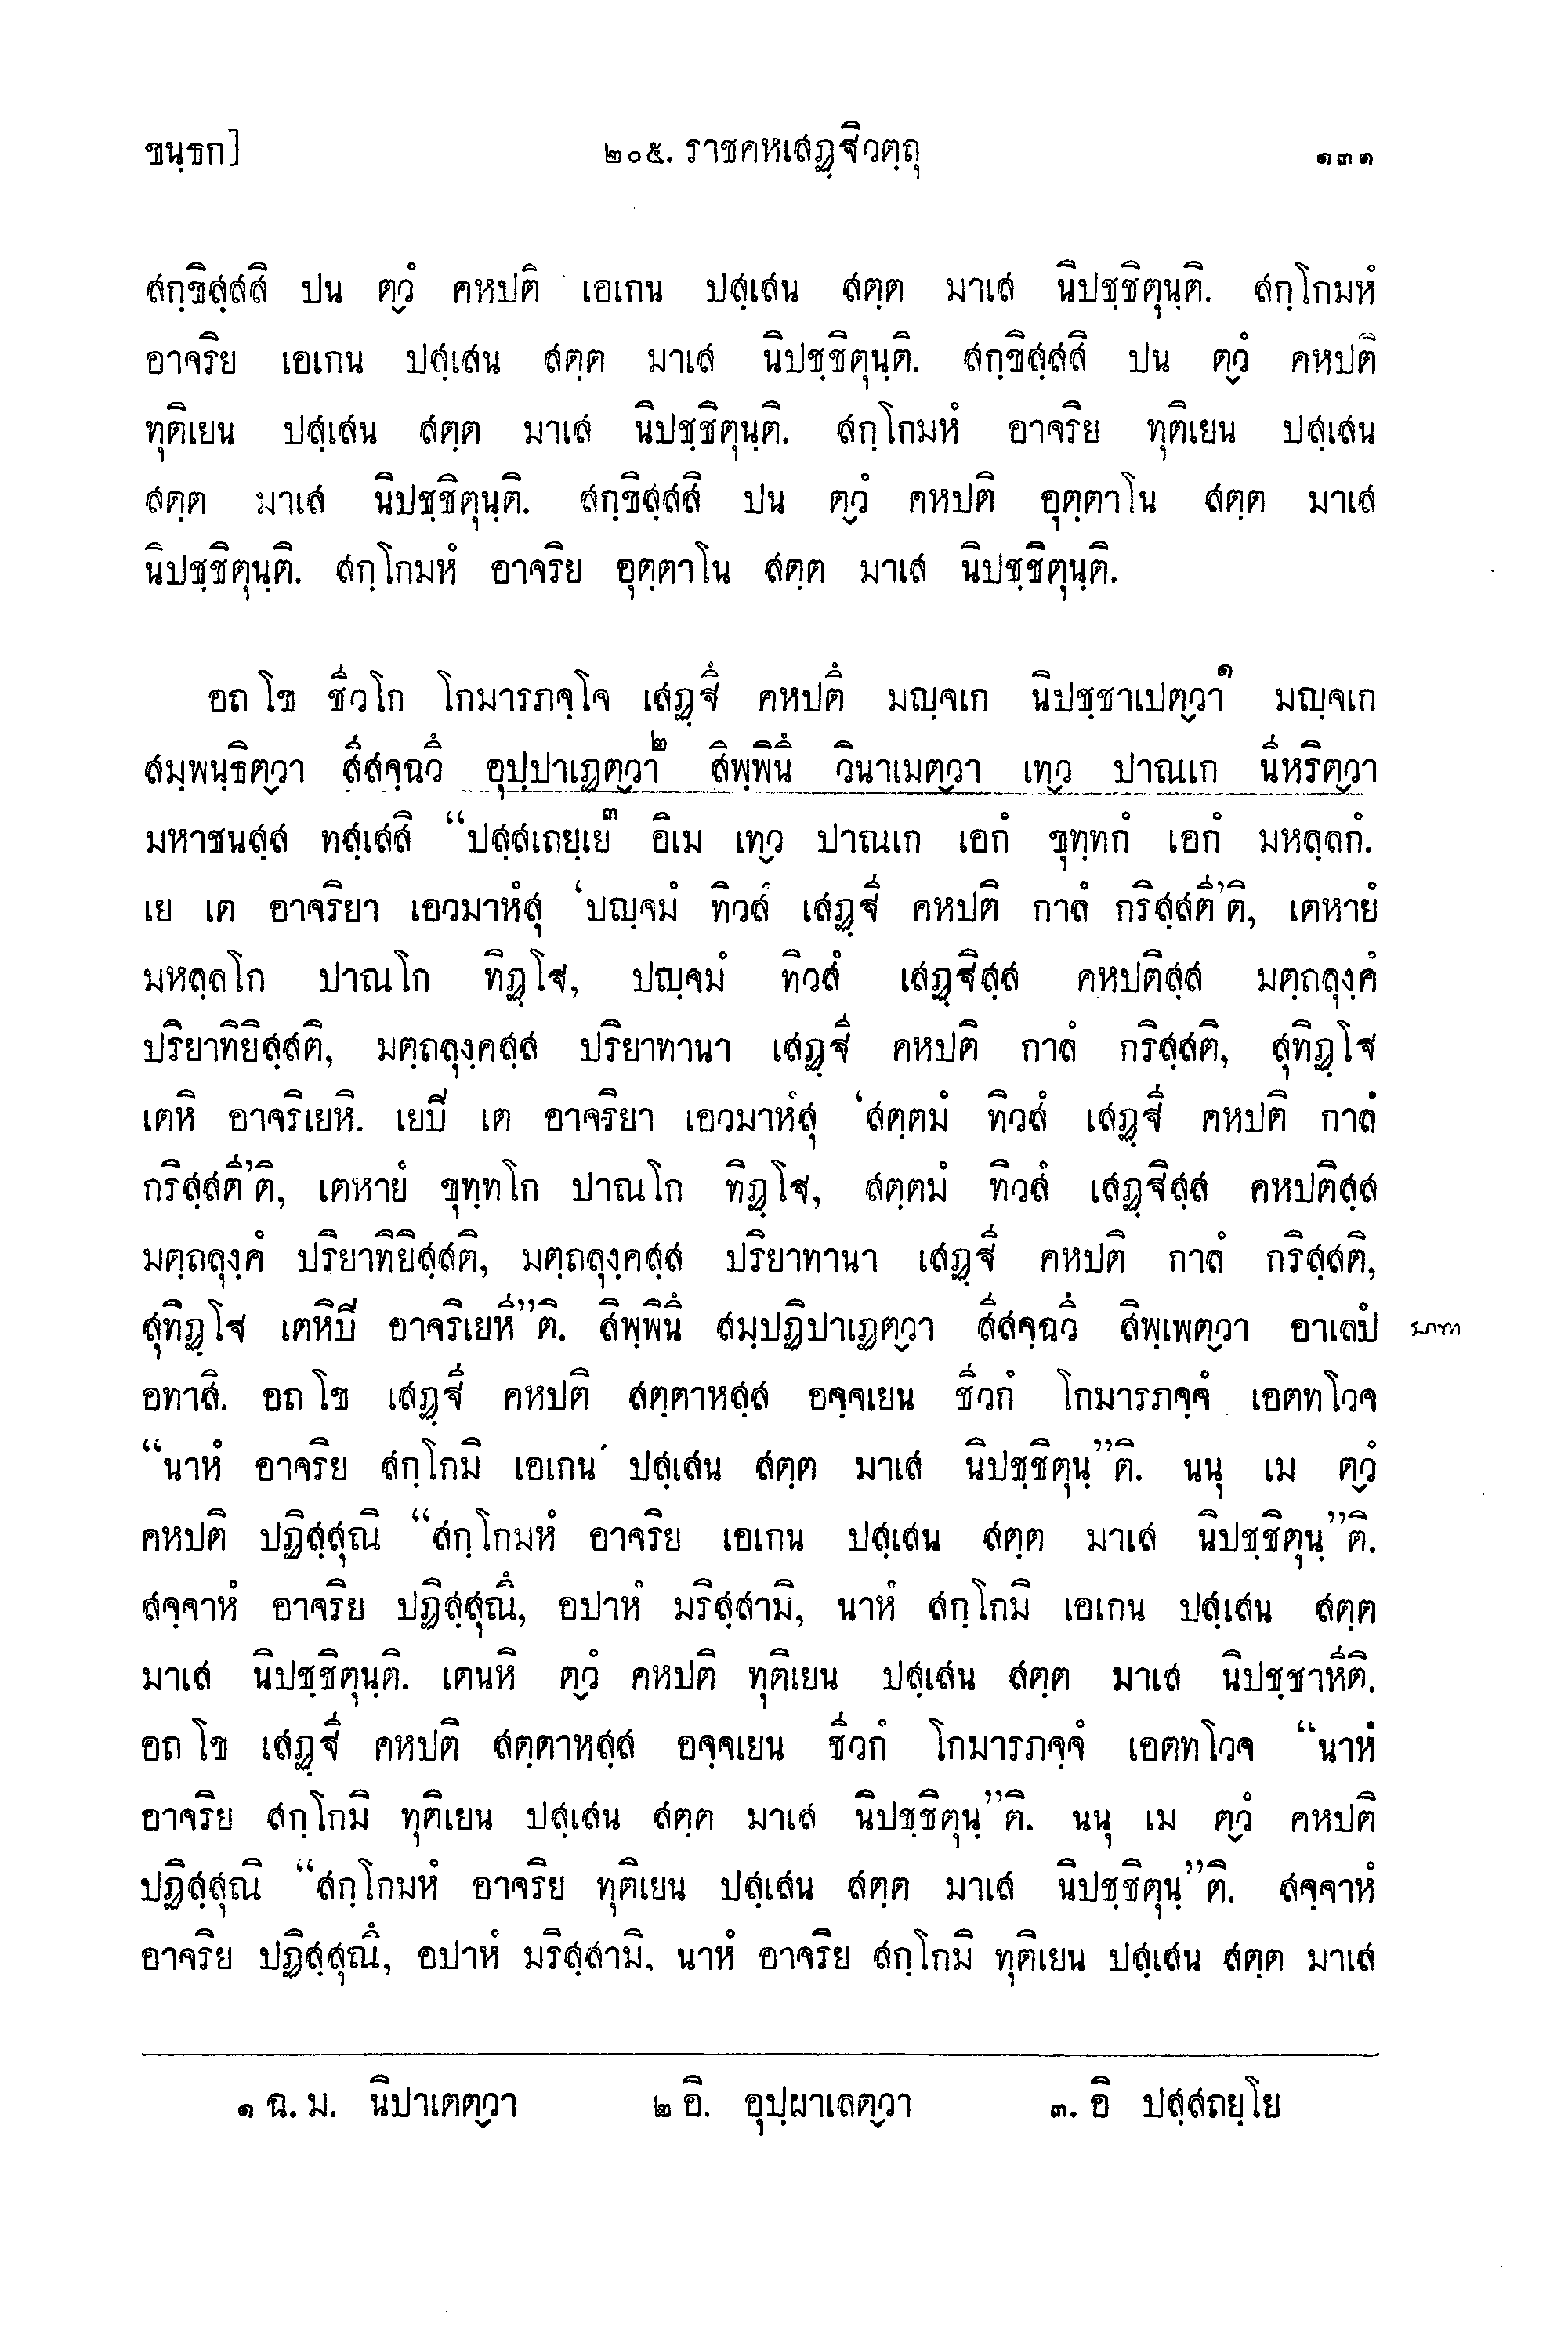 ขนฺธก]
๒๐๕. ราชคหเสฏฺฐิวตฺถุ
๑๓๑
สกฺขิสฺสสิ ปน ตฺวํ คหปติ เอเกน ปสฺเสน สตฺต มาเส นิปชฺชิตุนฺติ. สกฺโกมหํ
อาจริย เอเกน ปสฺเสน สตฺต มาเส นิปชฺชิตุนฺติ. สกฺขิสฺสสิ ปน ตฺวํ คหปติ
ทุติเยน ปสฺเสน สตฺต มาเส นิปชฺชิตุนฺติ. สกฺโกมหํ อาจริย ทุติเยน ปสฺเสน
สตฺต มาเส นิปชฺชิตุนฺติ. สกฺขิสฺสสิ ปน ตฺวํ คหปติ อุตฺตาโน สตฺต มาเส
นิปชฺชิตุนฺติ. สกฺโกมหํ อาจริย อุตฺตาโน สตฺต มาเส นิปชฺชิตุนฺติ.
อถ โข ชีวโก โกมารภจฺโจ เสฏฺฐึ คหปตึ มญฺจเก นิปชฺชาเปตฺวา๑ มญฺจเก
สมฺพนฺธิตฺวา สีสจฺฉวึ อุปฺปาเฏตฺวา๒ สิพฺพินึ วินาเมตฺวา เทฺว ปาณเก นีหริตฺวา
มหาชนสฺส ทสฺเสสิ “ปสฺสเถยฺเย๓ อิเม เทฺว ปาณเก เอกํ ขุทฺทกํ เอกํ มหลฺลกํ.
เย เต อาจริยา เอวมาหํสุ ‘ปญฺจมํ ทิวสํ เสฏฺฐี คหปติ กาลํ กริสฺสตี’ติ, เตหายํ
มหลฺลโก ปาณโก ทิฏฺโฐ, ปญฺจมํ ทิวสํ เสฏฺฐิสฺส คหปติสฺส มตฺถลุงฺคํ
ปริยาทิยิสฺสติ, มตฺถลุงฺคสฺส ปริยาทานา เสฏฺฐี คหปติ กาลํ กริสฺสติ, สุทิฏฺโฐ
เตหิ อาจริเยหิ. เยปิ เต อาจริยา เอวมาหํสุ ‘สตฺตมํ ทิวสํ เสฏฺฐี คหปติ กาลํ
กริสฺสตี’ติ, เตหายํ ขุทฺทโก ปาณโก ทิฏฺโฐ, สตฺตมํ ทิวสํ เสฏฺฐิสฺส คหปติสฺส
มตฺถลุงฺคํ ปริยาทิยิสฺสติ, มตฺถลุงฺคสฺส ปริยาทานา เสฏฺฐี คหปติ กาลํ กริสฺสติ,
สุทิฏฺโฐ เตหิปิ อาจริเยหี”ติ. สิพฺพินึ สมฺปฏิปาเฏตฺวา สีสจฺฉวึ สิพฺเพตฺวา อาเลปํ
อทาสิ. อถ โข เสฏฺฐี คหปติ สตฺตาหสฺส อจฺจเยน ชีวกํ โกมารภจฺจํ เอตทโวจ
“นาหํ อาจริย สกฺโกมิ เอเกน ปสฺเสน สตฺต มาเส นิปชฺชิตุนฺ”ติ. นนุ เม ตฺวํ
คหปติ ปฏิสฺสุณิ “สกฺโกมหํ อาจริย เอเกน ปสฺเสน สตฺต มาเส นิปชฺชิตุนฺ”ติ.
สจฺจาหํ อาจริย ปฏิสฺสุณึ, อปาหํ มริสฺสามิ, นาหํ สกฺโกมิ เอเกน ปสฺเสน สตฺต
มาเส นิปชฺชิตุนฺติ. เตนหิ ตฺวํ คหปติ ทุติเยน ปสฺเสน สตฺต มาเส นิปชฺชาหีติ.
อถ โข เสฏฺฐี คหปติ สตฺตาหสฺส อจฺจเยน ชีวกํ โกมารภจฺจํ เอตทโวจ “นาหํ
อาจริย สกฺโกมิ ทุติเยน ปสฺเสน สตฺต มาเส นิปชฺชิตุนฺ”ติ. นนุ เม ตฺวํ คหปติ
ปฏิสฺสุณิ “สกฺโกมหํ อาจริย ทุติเยน ปสฺเสน สตฺต มาเส นิปชฺชิตุนฺ”ติ. สจฺจาหํ
อาจริย ปฏิสฺสุณึ, อปาหํ มริสฺสามิ, นาหํ อาจริย สกฺโกมิ ทุติเยน ปสฺเสน สตฺต มาเส
๑ ฉ. ม. นิปาเตตฺวา ๒ อิ. อุปฺผาเลตฺวา ๓. อิ ปสฺสถยฺโย